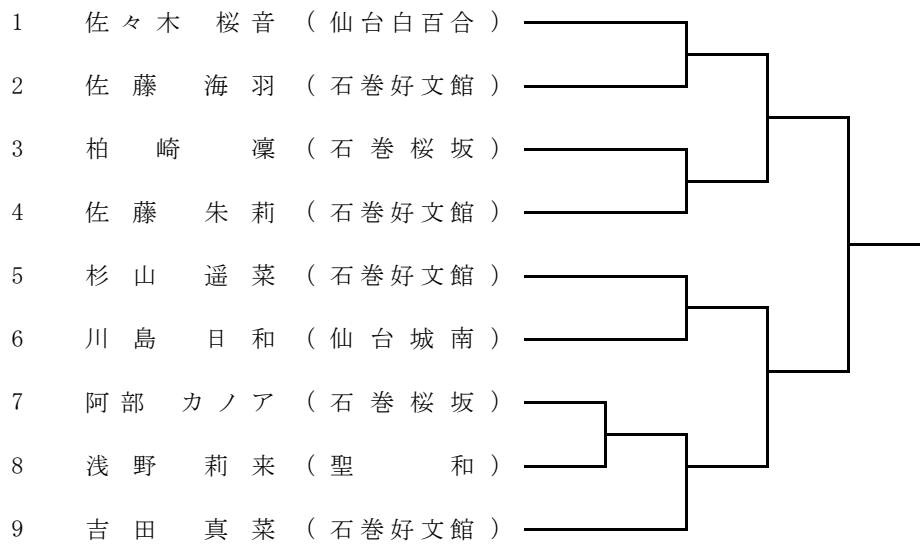 1 佐々木 桜音 (仙台白百合)
2 佐藤 海羽 (石巻好文館)
3 柏崎 凜 (石巻桜坂)
4 佐藤 朱莉 (石巻好文館)
5 杉山 遥菜 (石巻好文館)
6 川島 日和 (仙台城南)
7 阿部 カノア (石巻桜坂)
8 浅野 莉来 (聖和)
9 吉田 真菜 (石巻好文館)